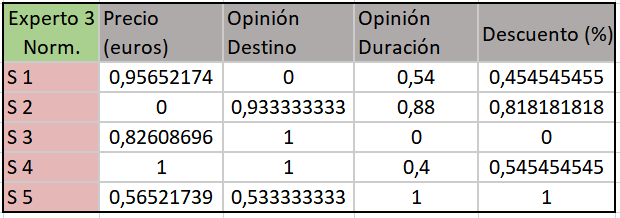 Experto 3 Norm. Precio (euros) Opinión Destino Opinión Duración Descuento (%)
S 1 0,95652174 0 0,54 0,454545455
S 2 0 0,933333333 0,88 0,818181818
S 3 0,82608696 1 0 0
S 4 1 1 0,4 0,545454545
S 5 0,56521739 0,533333333 1 1